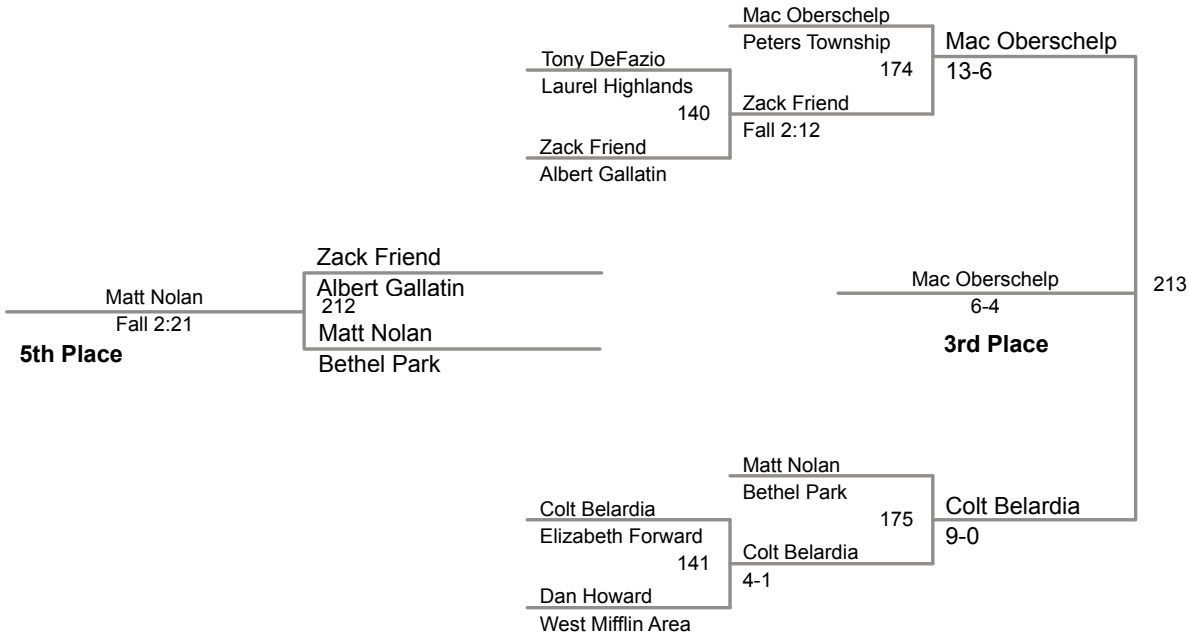 Mac Oberschelp
Peters Township
174
Mac Oberschelp
13-6
Tony DeFazio
Laurel Highlands
140
Zack Friend
Fall 2:12
Zack Friend
Albert Gallatin
Zack Friend
Albert Gallatin
212
Matt Nolan
Bethel Park
Matt Nolan
Fall 2:21
5th Place
Mac Oberschelp
6-4
3rd Place
213
Matt Nolan
Bethel Park
175
Colt Belardia
9-0
Colt Belardia
Elizabeth Forward
141
Colt Belardia
4-1
Dan Howard
West Mifflin Area